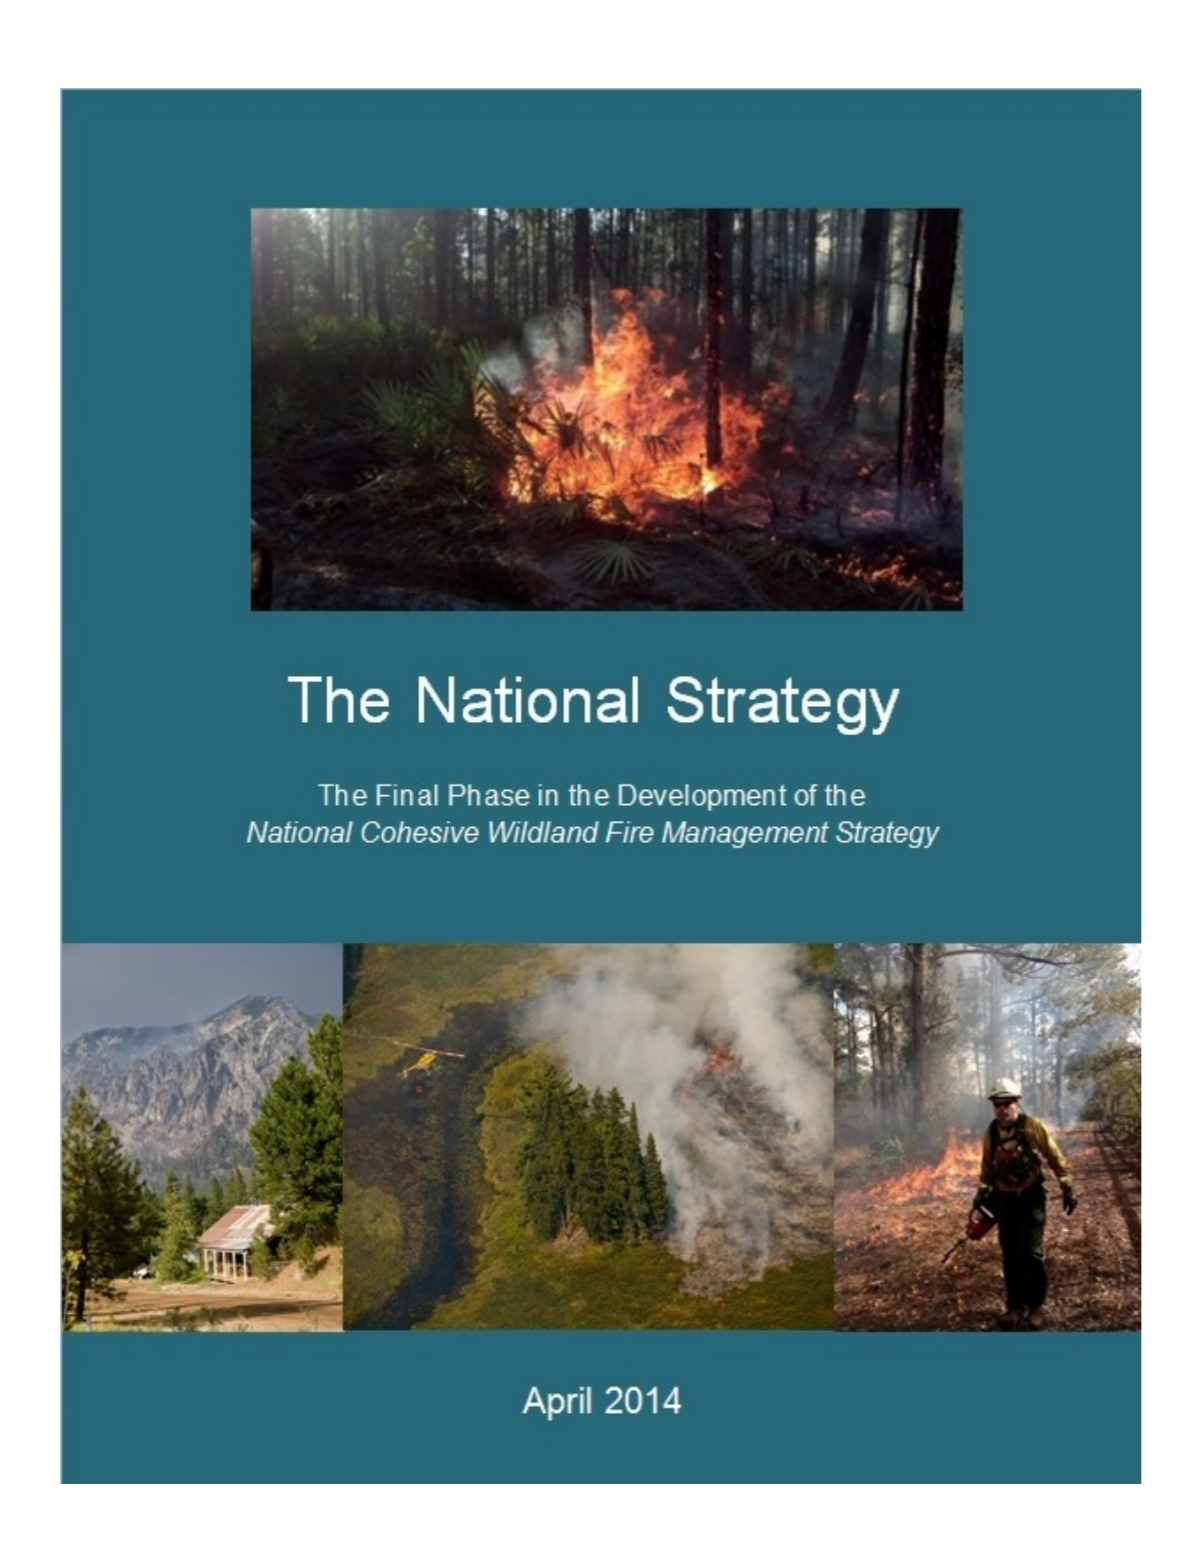 The National Strategy
The Final Phase in the Development of the
National Cohesive Wildland Fire Management Strategy
April 2014